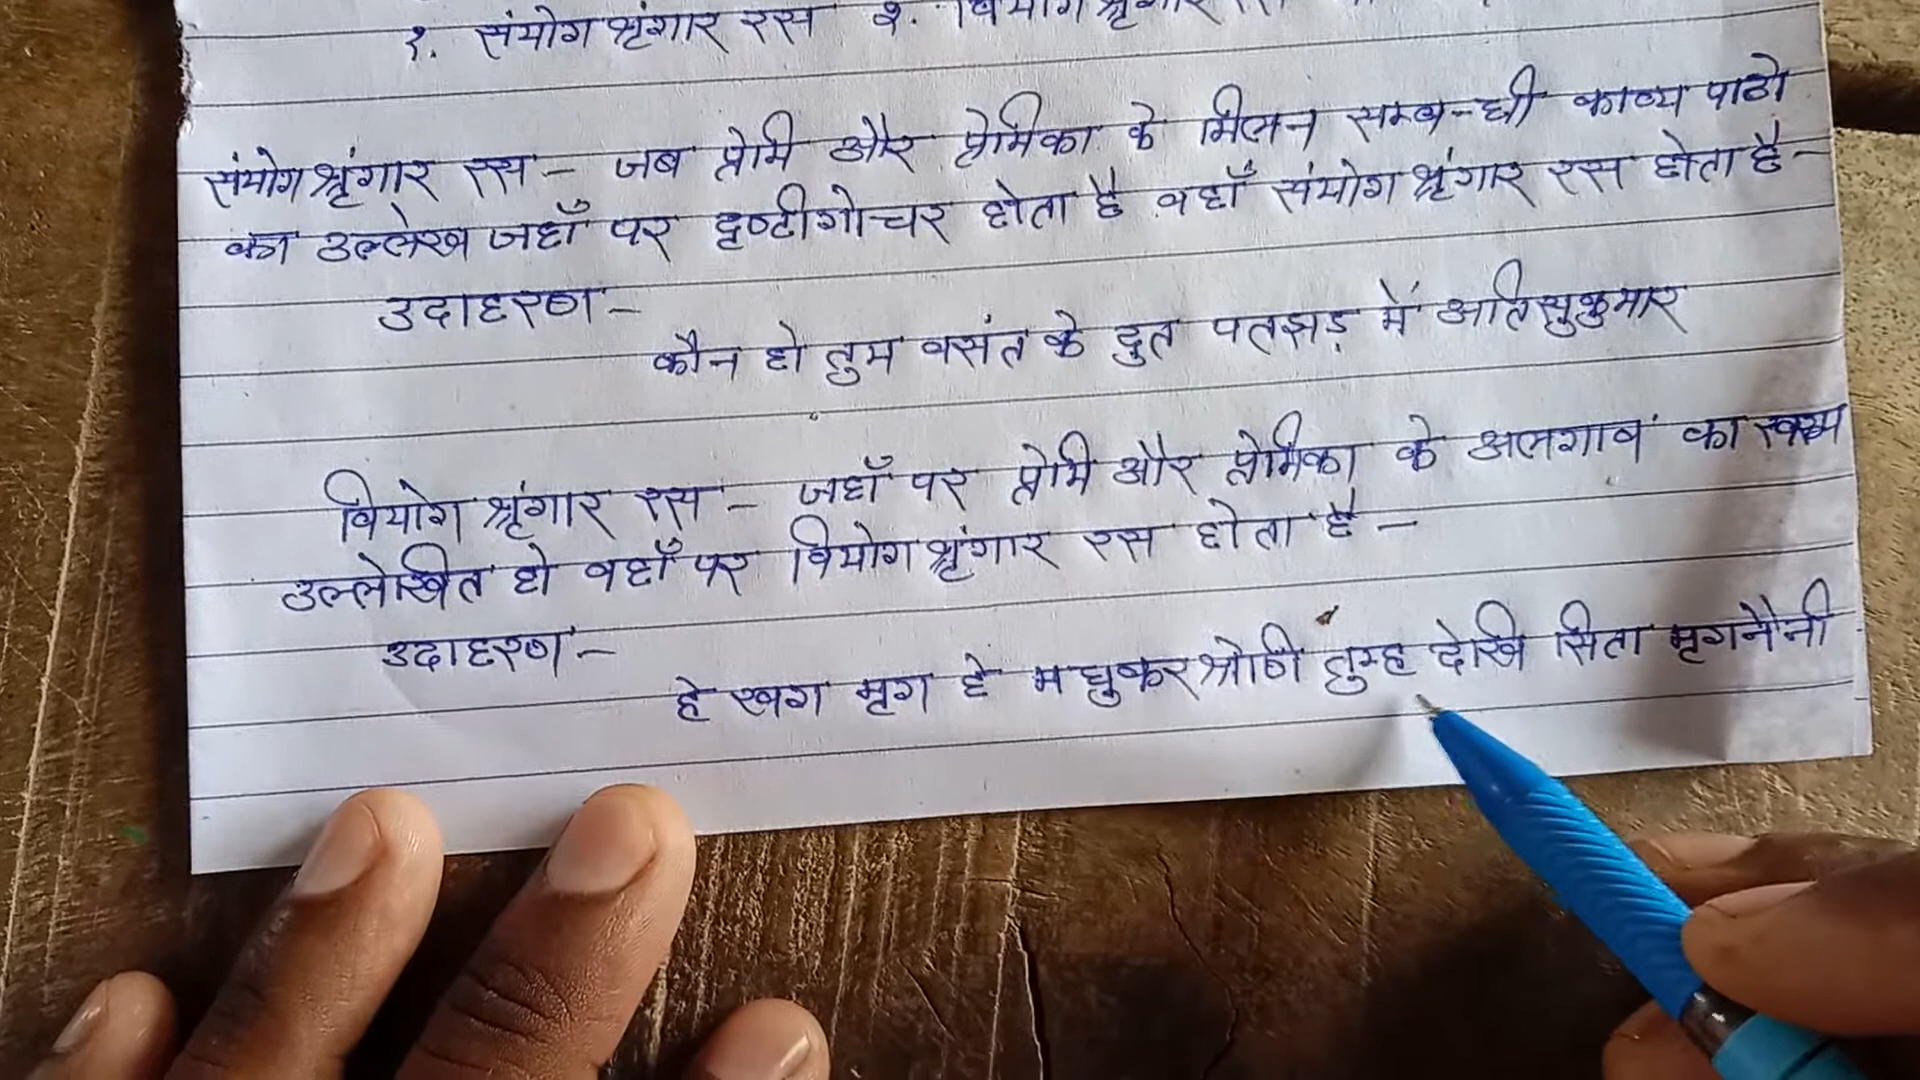 १. संयोग श्रृंगार रस २. वियोग श्रृंगार रस
संयोग श्रृंगार रस - जब प्रेमि और प्रेमिका के मिलन सम्बन्धी काव्य पाठो
का उल्लेख जहाँ पर दृष्टीगोचर होता है वहाँ संयोग श्रृंगार रस होता है -
उदाहरण -
कौन हो तुम वसंत के दुत पतझड़ में अतिसुकुमार
वियोग श्रृंगार रस - जहाँ पर प्रेमि और प्रेमिका के अलगाव का
उल्लेखित हो वहाँ पर वियोग श्रृंगार रस होता है -
उदाहरण -
हे खग मृग हे मधुकर श्रेणी तुम्ह देखि सिता मृगनैनी